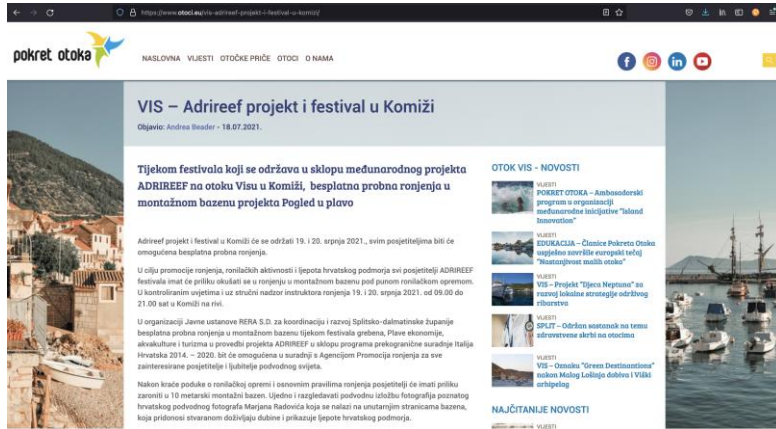 https://www.otoci.eu/vis-adrireef-projekt-i-festival-u-komizi/
pokret otoka
NASLOVNA VIJESTI OTOČKE PRIČE OTOCI O NAMA
VIS – Adrireef projekt i festival u Komiži
Objavio: Andrea Beader - 18.07.2021.
Tijekom festivala koji se održava u sklopu međunarodnog projekta
ADRIREEF na otoku Visu u Komiži, besplatna probna ronjenja u
montažnom bazenu projekta Pogled u plavo
Adrireef projekt i festival u Komiži će se održati 19. i 20. srpnja 2021., svim posjetiteljima biti će
omogućena besplatna probna ronjenja.
U cilju promocije ronjenja, ronilačkih aktivnosti i ljepota hrvatskog podmorja svi posjetitelji ADRIREEF
festivala imat će priliku okušati se u ronjenju u montažnom bazenu pod punom ronilačkom opremom.
U kontroliranim uvjetima i uz stručni nadzor instruktora ronjenja 19. i 20. srpnja 2021. od 09.00 do
21.00 sat u Komiži na rivi.
U organizaciji Javne ustanove RERA S.D. za koordinaciju i razvoj Splitsko-dalmatinske županije
besplatna probna ronjenja u montažnom bazenu tijekom festivala grebena, Plave ekonomije,
akvakulture i turizma u provedbi projekta ADRIREEF u sklopu programa prekogranične suradnje Italija
Hrvatska 2014. – 2020. bit će omogućena u suradnji s Agencijom Promocija ronjenja za sve
zainteresirane posjetitelje i ljubitelje podvodnog svijeta.
Nakon kraće poduke o ronilačkoj opremi i osnovnim pravilima ronjenja posjetitelji će imati priliku
zaroniti u 10 metarski montažni bazen. Ujedno i razgledavati podvodnu izložbu fotografija poznatog
hrvatskog podvodnog fotografa Marjana Radovića koja se nalazi na unutarnjim stranicama bazena,
koja pridonosi stvaranom doživljaju dubine i prikazuje ljepote hrvatskog podmorja.
OTOK VIS - NOVOSTI
VIJESTI
POKRET OTOKA – Ambasadorski
program u organizaciji
međunarodne inicijative "Island
Innovation"
VIJESTI
EDUKACIJA – Članice Pokreta Otoka
uspješno završile europski tečaj
"Nastanjivost malih otoka"
VIJESTI
VIS – Projekt "Djeca Neptuna" za
razvoj lokalne strategije održivog
ribarstva
VIJESTI
SPLIT – Održan sastanak na temu
zdravstvene skrbi na otocima
VIJESTI
VIS – Oznaku "Green Destinantions"
nakon Malog Lošinja dobiva i Viški
arhipelag
NAJČITANIJE NOVOSTI
VIJESTI